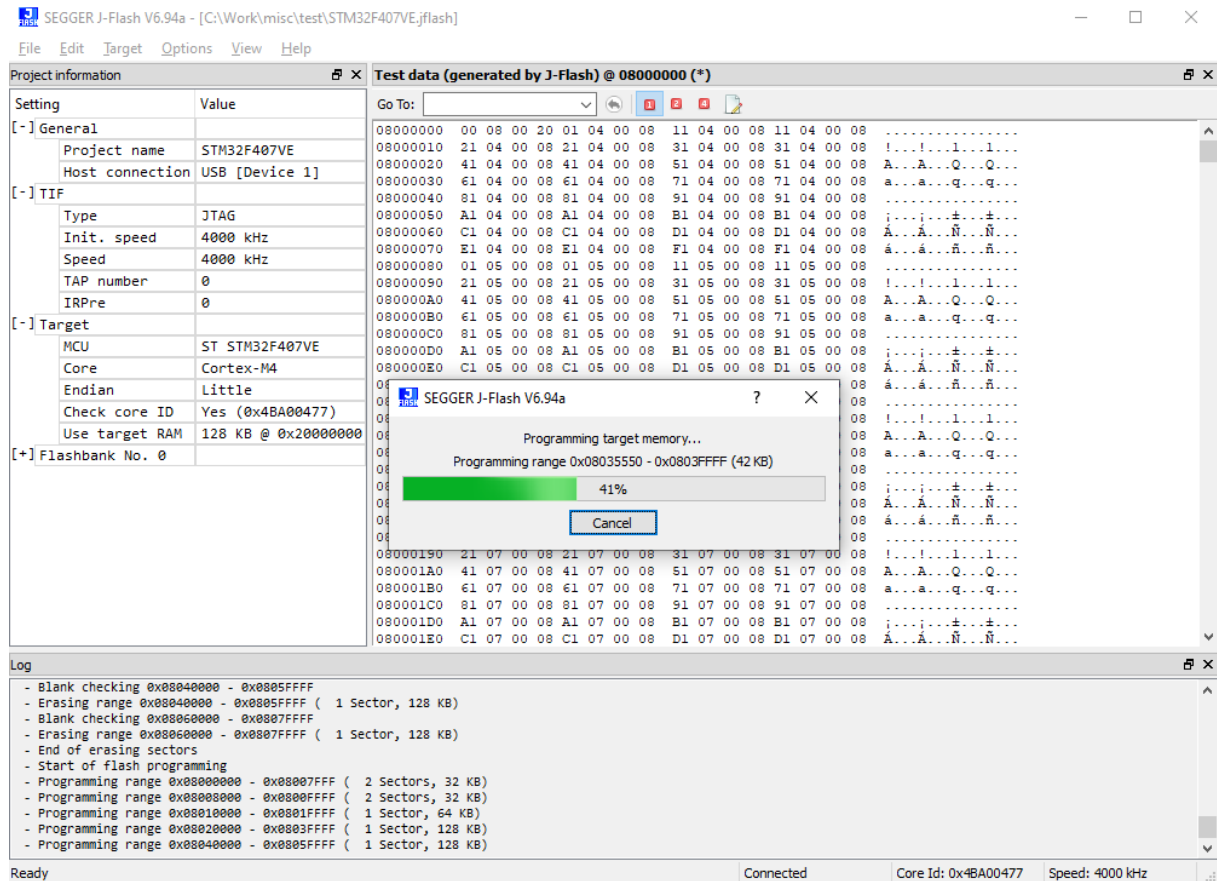 SEGGER J-Flash V6.94a - [C:\Work\misc\test\STM32F407VE.jflash]
File Edit Target Options View Help
Project information
Setting Value
[-] General
Project name STM32F407VE
Host connection USB [Device 1]
[-] TIF
Type JTAG
Init. speed 4000 kHz
Speed 4000 kHz
TAP number 0
IRPre 0
[-] Target
MCU ST STM32F407VE
Core Cortex-M4
Endian Little
Check core ID Yes (0x4BA00477)
Use target RAM 128 KB @ 0x20000000
[+] Flashbank No. 0
Test data (generated by J-Flash) @ 08000000 (*)
Go To: 1 2 4
08000000 00 08 00 20 01 04 00 08 11 04 00 08 11 04 00 08 ................
08000010 21 04 00 08 21 04 00 08 31 04 00 08 31 04 00 08 !...!...1...1...
08000020 41 04 00 08 41 04 00 08 51 04 00 08 51 04 00 08 A...A...Q...Q...
08000030 61 04 00 08 61 04 00 08 71 04 00 08 71 04 00 08 a...a...q...q...
08000040 81 04 00 08 81 04 00 08 91 04 00 08 91 04 00 08 ................
08000050 A1 04 00 08 A1 04 00 08 B1 04 00 08 B1 04 00 08 ¡...¡...±...±...
08000060 C1 04 00 08 C1 04 00 08 D1 04 00 08 D1 04 00 08 Á...Á...Ñ...Ñ...
08000070 E1 04 00 08 E1 04 00 08 F1 04 00 08 F1 04 00 08 á...á...ñ...ñ...
08000080 01 05 00 08 01 05 00 08 11 05 00 08 11 05 00 08 ................
08000090 21 05 00 08 21 05 00 08 31 05 00 08 31 05 00 08 !...!...1...1...
080000A0 41 05 00 08 41 05 00 08 51 05 00 08 51 05 00 08 A...A...Q...Q...
080000B0 61 05 00 08 61 05 00 08 71 05 00 08 71 05 00 08 a...a...q...q...
080000C0 81 05 00 08 81 05 00 08 91 05 00 08 91 05 00 08 ................
080000D0 A1 05 00 08 A1 05 00 08 B1 05 00 08 B1 05 00 08 ¡...¡...±...±...
080000E0 C1 05 00 08 C1 05 00 08 D1 05 00 08 D1 05 00 08 Á...Á...Ñ...Ñ...
08 á...á...ñ...ñ...
08 ................
08 !...!...1...1...
08 A...A...Q...Q...
08 a...a...q...q...
08 ................
08 ¡...¡...±...±...
08 Á...Á...Ñ...Ñ...
08 á...á...ñ...ñ...
08 ................
08000190 21 07 00 08 21 07 00 08 31 07 00 08 31 07 00 08 !...!...1...1...
080001A0 41 07 00 08 41 07 00 08 51 07 00 08 51 07 00 08 A...A...Q...Q...
080001B0 61 07 00 08 61 07 00 08 71 07 00 08 71 07 00 08 a...a...q...q...
080001C0 81 07 00 08 81 07 00 08 91 07 00 08 91 07 00 08 ................
080001D0 A1 07 00 08 A1 07 00 08 B1 07 00 08 B1 07 00 08 ¡...¡...±...±...
080001E0 C1 07 00 08 C1 07 00 08 D1 07 00 08 D1 07 00 08 Á...Á...Ñ...Ñ...
SEGGER J-Flash V6.94a ?
Programming target memory...
Programming range 0x08035550 - 0x0803FFFF (42 KB)
41%
Cancel
Log
- Blank checking 0x08040000 - 0x0805FFFF
- Erasing range 0x08040000 - 0x0805FFFF ( 1 Sector, 128 KB)
- Blank checking 0x08060000 - 0x0807FFFF
- Erasing range 0x08060000 - 0x0807FFFF ( 1 Sector, 128 KB)
- End of erasing sectors
- Start of flash programming
- Programming range 0x08000000 - 0x08007FFF ( 2 Sectors, 32 KB)
- Programming range 0x08008000 - 0x0800FFFF ( 2 Sectors, 32 KB)
- Programming range 0x08010000 - 0x0801FFFF ( 1 Sector, 64 KB)
- Programming range 0x08020000 - 0x0803FFFF ( 1 Sector, 128 KB)
- Programming range 0x08040000 - 0x0805FFFF ( 1 Sector, 128 KB)
Ready Connected Core Id: 0x4BA00477 Speed: 4000 kHz